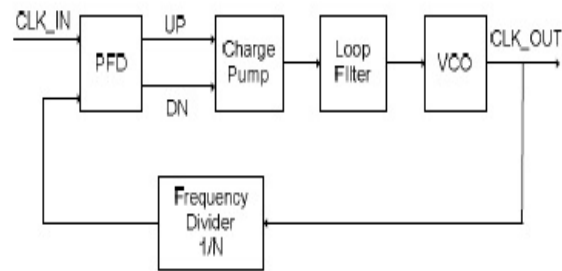 CLK_IN
UP
CLK_OUT
PFD
Charge
Pump
Loop
Filter
VCO
DN
Frequency
Divider
1/N